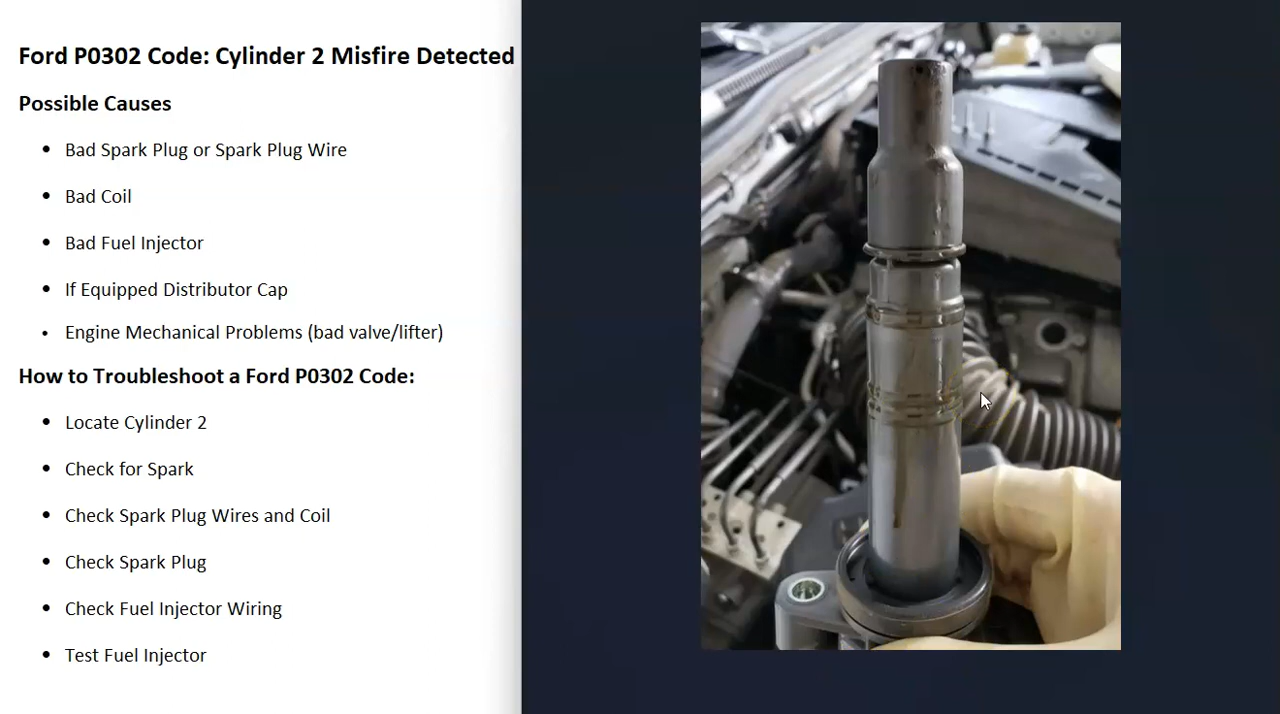 Ford P0302 Code: Cylinder 2 Misfire Detected
Possible Causes
• Bad Spark Plug or Spark Plug Wire
• Bad Coil
• Bad Fuel Injector
• If Equipped Distributor Cap
• Engine Mechanical Problems (bad valve/lifter)
How to Troubleshoot a Ford P0302 Code:
• Locate Cylinder 2
• Check for Spark
• Check Spark Plug Wires and Coil
• Check Spark Plug
• Check Fuel Injector Wiring
• Test Fuel Injector